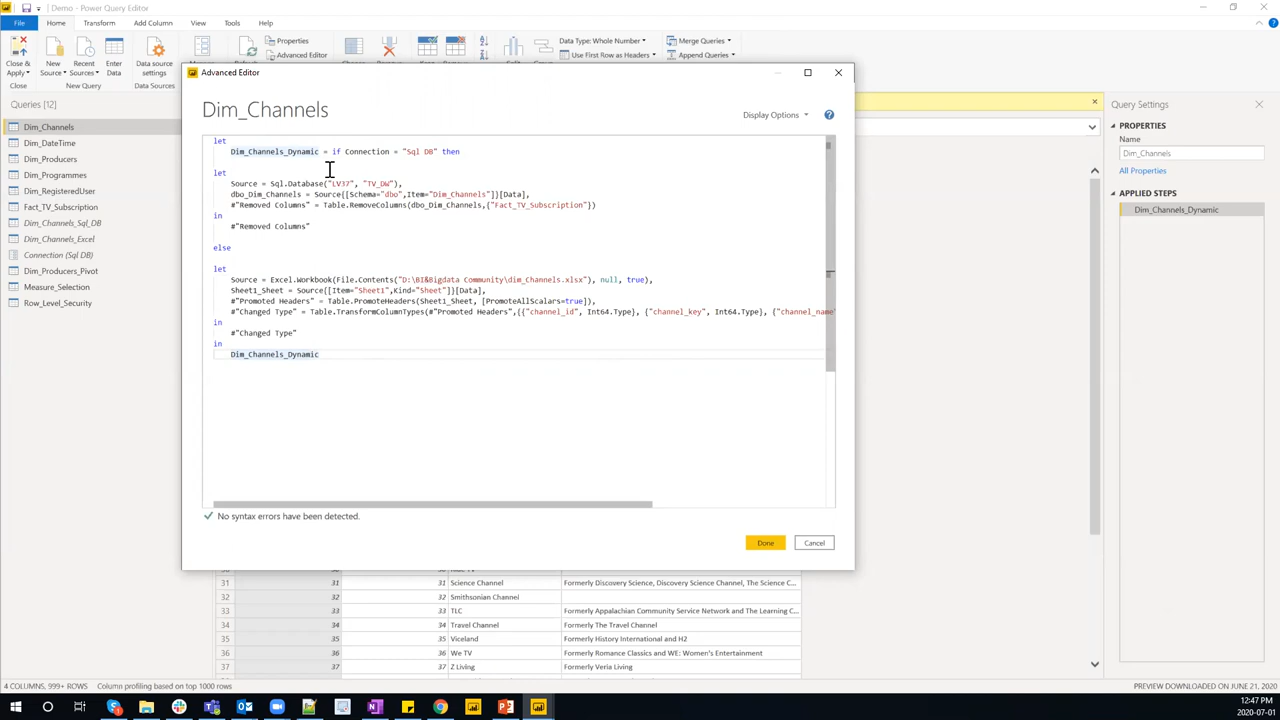 Demo - Power Query Editor
File Home Transform Add Column View Tools Help
Close & Apply
New Source
Recent Sources
Enter Data
Data source settings
Properties
Advanced Editor
Data Type: Whole Number
Use First Row as Headers
Merge Queries
Append Queries
Close
New Query
Data Sources
Queries [12]
Dim_Channels
Dim_DateTime
Dim_Producers
Dim_Programmes
Dim_RegisteredUser
Fact_TV_Subscription
Dim_Channels_Sql_DB
Dim_Channels_Excel
Connection (Sql DB)
Dim_Producers_Pivot
Measure_Selection
Row_Level_Security
Advanced Editor
Dim_Channels
Display Options
let
Dim_Channels_Dynamic = if Connection = "Sql DB" then
let
Source = Sql.Database("LV37", "TV_DW"),
dbo_Dim_Channels = Source{[Schema="dbo",Item="Dim_Channels"]}[Data],
#"Removed Columns" = Table.RemoveColumns(dbo_Dim_Channels,{"Fact_TV_Subscription"})
in
#"Removed Columns"
else
let
Source = Excel.Workbook(File.Contents("D:\BI&Bigdata Community\dim_Channels.xlsx"), null, true),
Sheet1_Sheet = Source{[Item="Sheet1",Kind="Sheet"]}[Data],
#"Promoted Headers" = Table.PromoteHeaders(Sheet1_Sheet, [PromoteAllScalars=true]),
#"Changed Type" = Table.TransformColumnTypes(#"Promoted Headers",{{"channel_id", Int64.Type}, {"channel_key", Int64.Type}, {"channel_name"
in
#"Changed Type"
in
Dim_Channels_Dynamic
No syntax errors have been detected.
Done
Cancel
Query Settings
PROPERTIES
Name
Dim_Channels
All Properties
APPLIED STEPS
Dim_Channels_Dynamic
31 31 Science Channel Formerly Discovery Science, Discovery Science Channel, The Science C...
32 32 Smithsonian Channel
33 33 TLC Formerly Appalachian Community Service Network and The Learning C...
34 34 Travel Channel Formerly The Travel Channel
35 35 Viceland Formerly History International and H2
36 36 We TV Formerly Romance Classics and WE: Women's Entertainment
37 37 Z Living Formerly Veria Living
4 COLUMNS, 999+ ROWS Column profiling based on top 1000 rows
PREVIEW DOWNLOADED ON JUNE 21, 2020
12:47 PM
2020-07-01